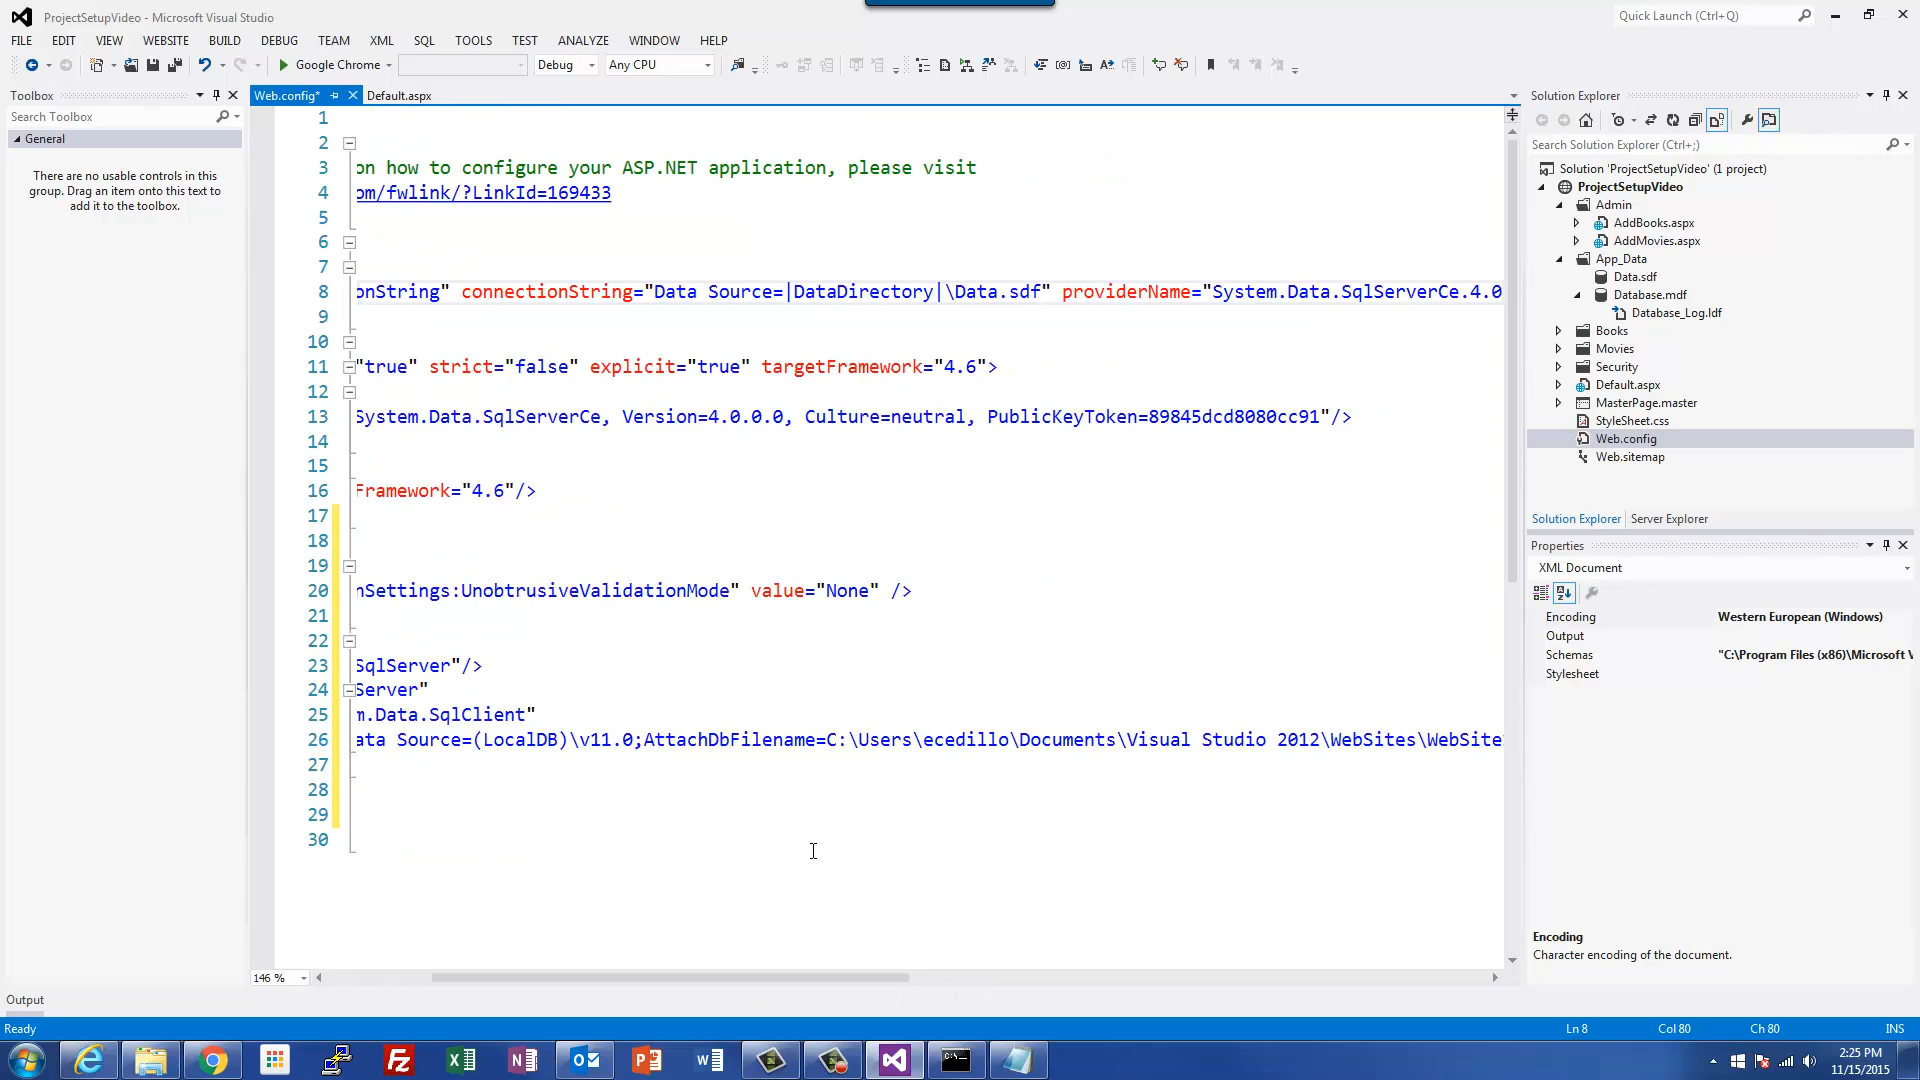 ProjectSetupVideo - Microsoft Visual Studio
Quick Launch (Ctrl+Q)
FILE EDIT VIEW WEBSITE BUILD DEBUG TEAM XML SQL TOOLS TEST ANALYZE WINDOW HELP
Google Chrome Debug Any CPU
Toolbox
Search Toolbox
General
There are no usable controls in this
group. Drag an item onto this text to
add it to the toolbox.
Web.config* Default.aspx
1
2
3 on how to configure your ASP.NET application, please visit
4 om/fwlink/?LinkId=169433
5
6
7
8 onString" connectionString="Data Source=|DataDirectory|\Data.sdf" providerName="System.Data.SqlServerCe.4.0
9
10
11 "true" strict="false" explicit="true" targetFramework="4.6">
12
13 System.Data.SqlServerCe, Version=4.0.0.0, Culture=neutral, PublicKeyToken=89845dcd8080cc91"/>
14
15
16 Framework="4.6"/>
17
18
19
20 nSettings:UnobtrusiveValidationMode" value="None" />
21
22
23 SqlServer"/>
24 Server"
25 m.Data.SqlClient"
26 ata Source=(LocalDB)\v11.0;AttachDbFilename=C:\Users\ecedillo\Documents\Visual Studio 2012\WebSites\WebSite
27
28
29
30
146 %
Solution Explorer
Search Solution Explorer (Ctrl+;)
Solution 'ProjectSetupVideo' (1 project)
ProjectSetupVideo
Admin
AddBooks.aspx
AddMovies.aspx
App_Data
Data.sdf
Database.mdf
Database_Log.ldf
Books
Movies
Security
Default.aspx
MasterPage.master
StyleSheet.css
Web.config
Web.sitemap
Solution Explorer Server Explorer
Properties
XML Document
Encoding Western European (Windows)
Output
Schemas "C:\Program Files (x86)\Microsoft V
Stylesheet
Encoding
Character encoding of the document.
Output
Ready Ln 8 Col 80 Ch 80 INS
2:25 PM
11/15/2015